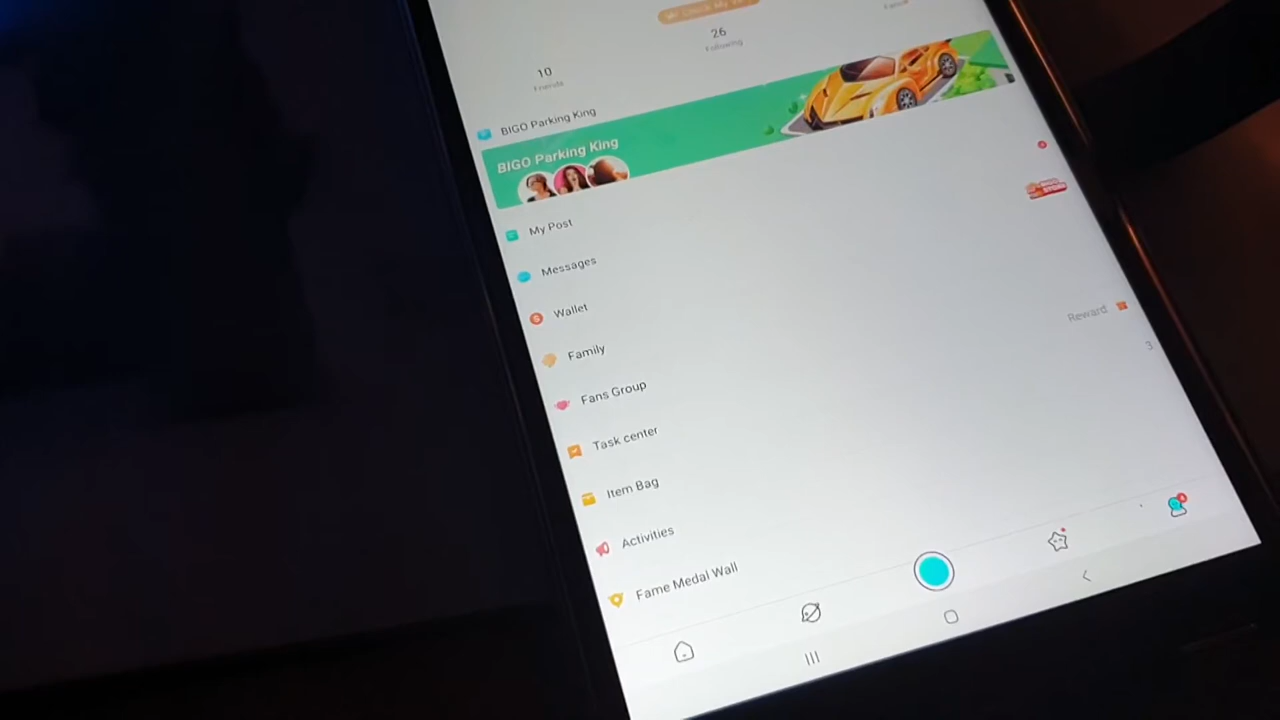 26
Following
10
Friends
BIGO Parking King
BIGO Parking King
My Post
Messages
Wallet
Family
Reward
Fans Group
3
Task center
Item Bag
Activities
Fame Medal Wall